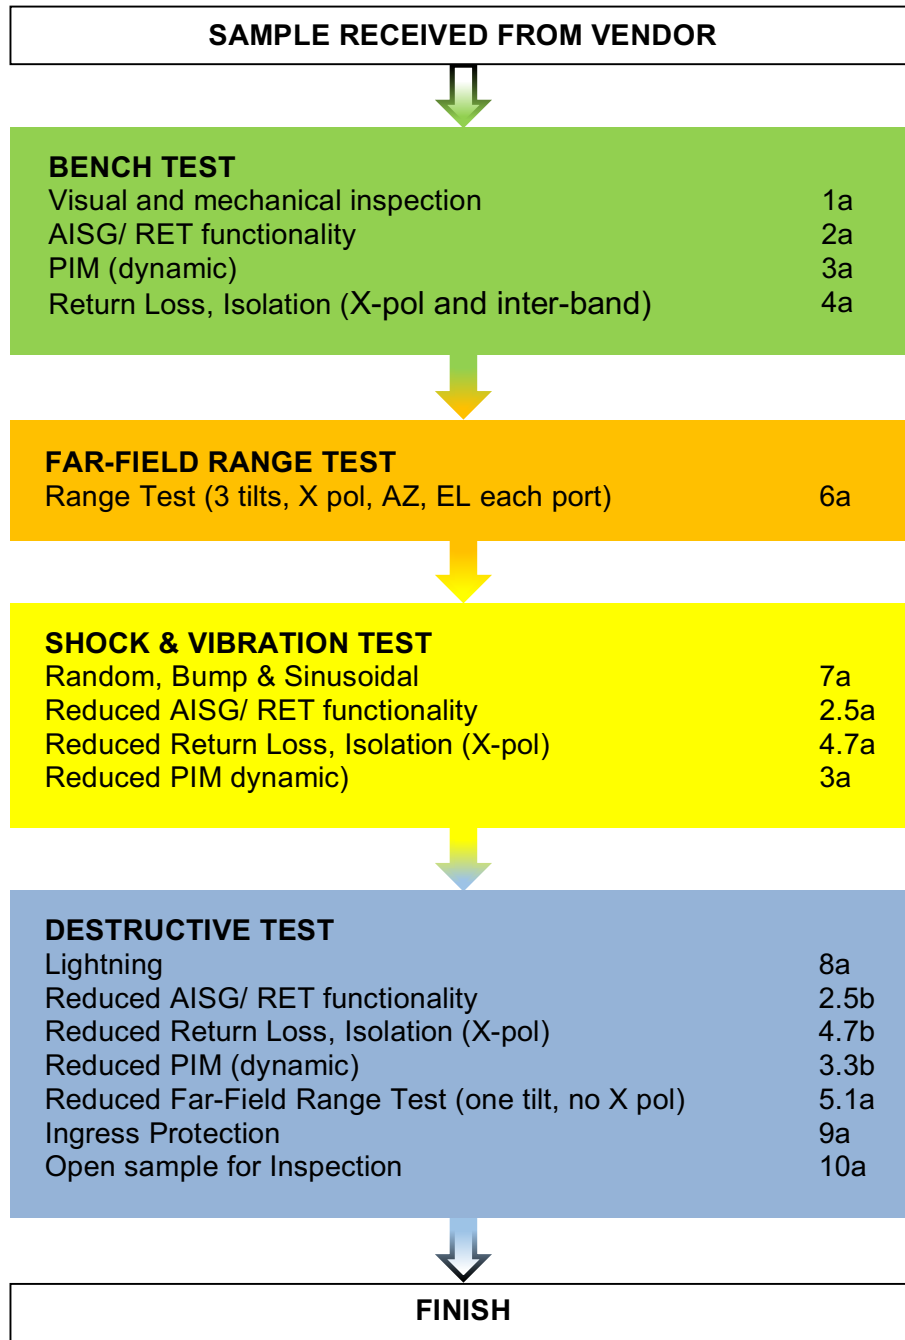 SAMPLE RECEIVED FROM VENDOR
BENCH TEST
Visual and mechanical inspection 1a
AISG/ RET functionality 2a
PIM (dynamic) 3a
Return Loss, Isolation (X-pol and inter-band) 4a
FAR-FIELD RANGE TEST
Range Test (3 tilts, X pol, AZ, EL each port) 6a
SHOCK & VIBRATION TEST
Random, Bump & Sinusoidal 7a
Reduced AISG/ RET functionality 2.5a
Reduced Return Loss, Isolation (X-pol) 4.7a
Reduced PIM dynamic) 3a
DESTRUCTIVE TEST
Lightning 8a
Reduced AISG/ RET functionality 2.5b
Reduced Return Loss, Isolation (X-pol) 4.7b
Reduced PIM (dynamic) 3.3b
Reduced Far-Field Range Test (one tilt, no X pol) 5.1a
Ingress Protection 9a
Open sample for Inspection 10a
FINISH